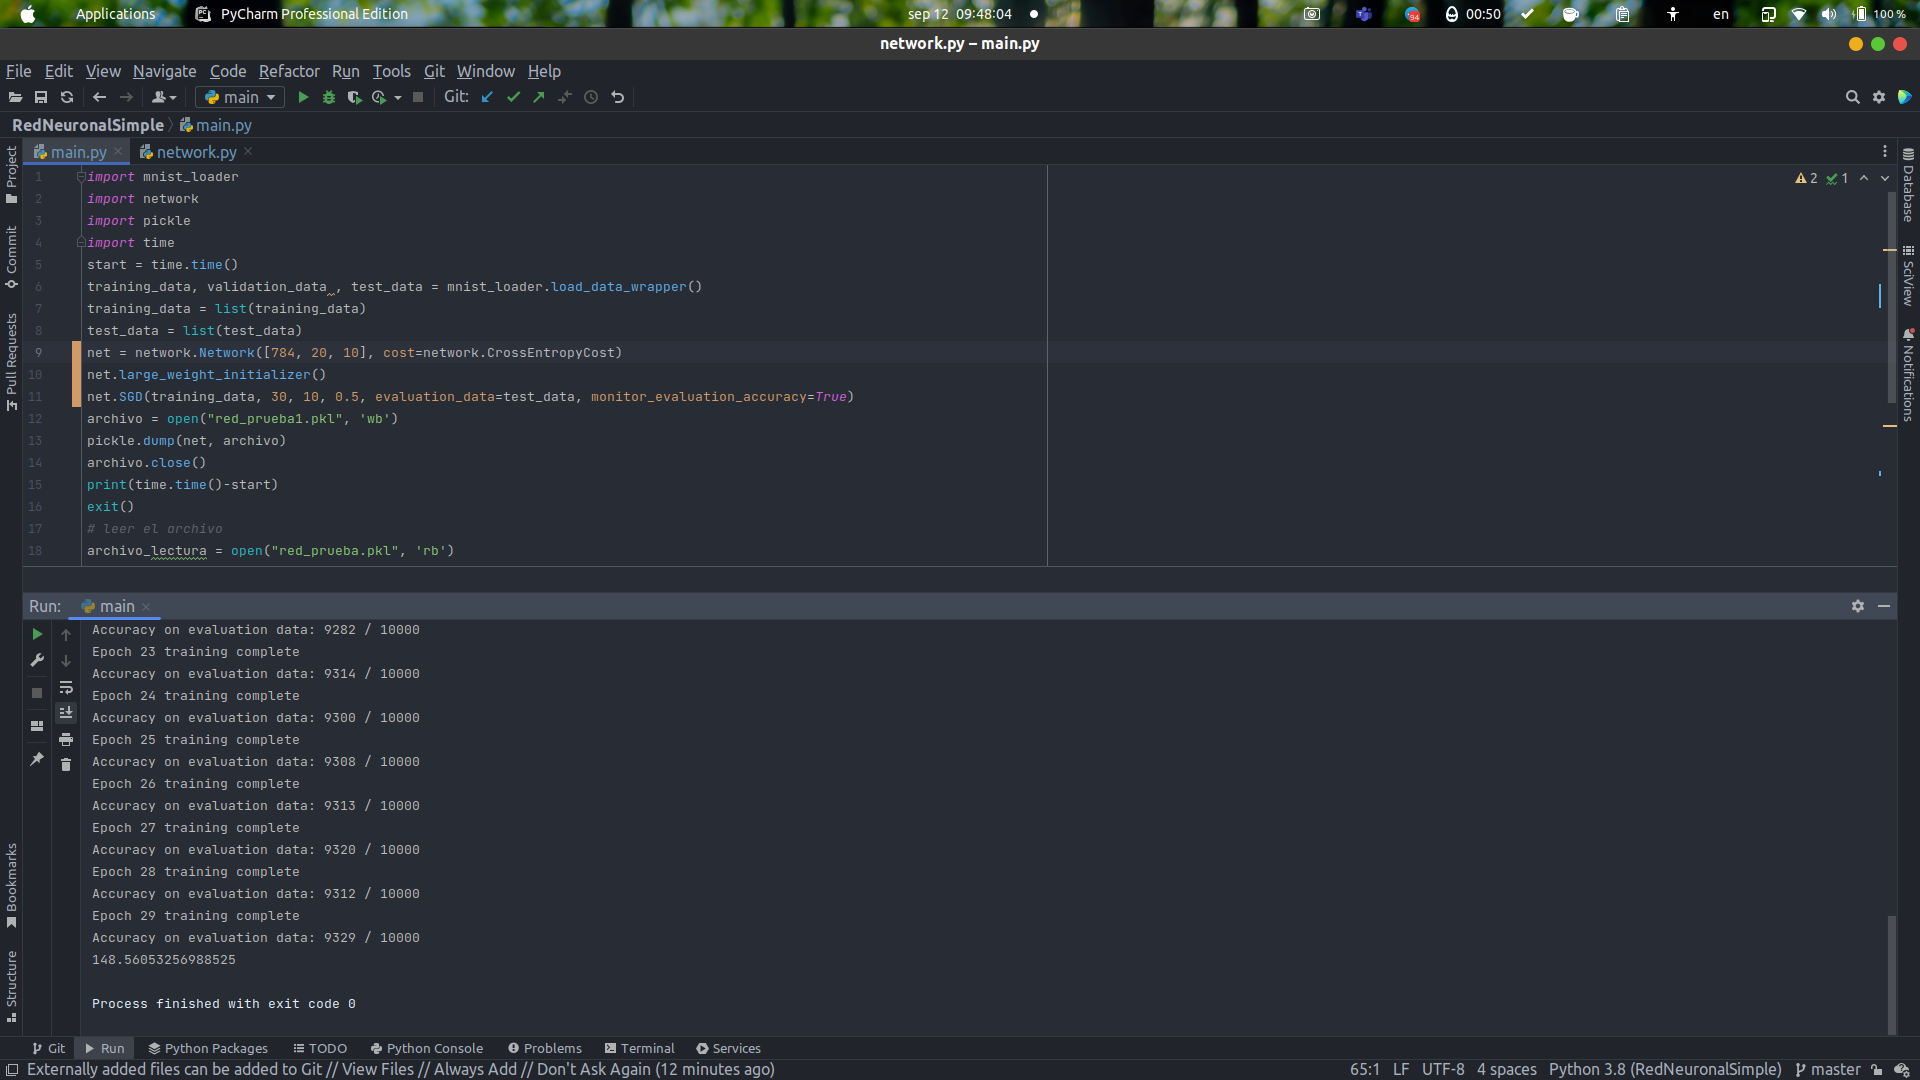 Applications PyCharm Professional Edition sep 12 09:48:04 00:50 en 100 %
network.py – main.py
File Edit View Navigate Code Refactor Run Tools Git Window Help
main Git:
RedNeuronalSimple main.py
main.py network.py
1 import mnist_loader
2 import network
3 import pickle
4 import time
5 start = time.time()
6 training_data, validation_data_, test_data = mnist_loader.load_data_wrapper()
7 training_data = list(training_data)
8 test_data = list(test_data)
9 net = network.Network([784, 20, 10], cost=network.CrossEntropyCost)
10 net.large_weight_initializer()
11 net.SGD(training_data, 30, 10, 0.5, evaluation_data=test_data, monitor_evaluation_accuracy=True)
12 archivo = open("red_prueba1.pkl", 'wb')
13 pickle.dump(net, archivo)
14 archivo.close()
15 print(time.time()-start)
16 exit()
17 # leer el archivo
18 archivo_lectura = open("red_prueba.pkl", 'rb')
2 1
Project
Commit
Pull Requests
Bookmarks
Structure
Database
SciView
Notifications
Run: main
Accuracy on evaluation data: 9282 / 10000
Epoch 23 training complete
Accuracy on evaluation data: 9314 / 10000
Epoch 24 training complete
Accuracy on evaluation data: 9300 / 10000
Epoch 25 training complete
Accuracy on evaluation data: 9308 / 10000
Epoch 26 training complete
Accuracy on evaluation data: 9313 / 10000
Epoch 27 training complete
Accuracy on evaluation data: 9320 / 10000
Epoch 28 training complete
Accuracy on evaluation data: 9312 / 10000
Epoch 29 training complete
Accuracy on evaluation data: 9329 / 10000
148.56053256988525
Process finished with exit code 0
Git Run Python Packages TODO Python Console Problems Terminal Services
Externally added files can be added to Git // View Files // Always Add // Don't Ask Again (12 minutes ago) 65:1 LF UTF-8 4 spaces Python 3.8 (RedNeuronalSimple) master